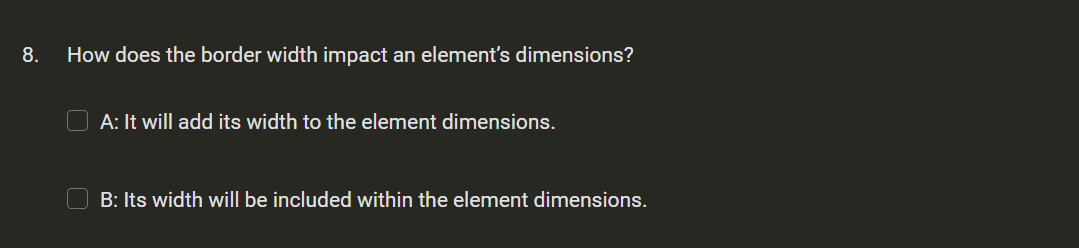 8. How does the border width impact an element's dimensions?
A: It will add its width to the element dimensions.
B: Its width will be included within the element dimensions.